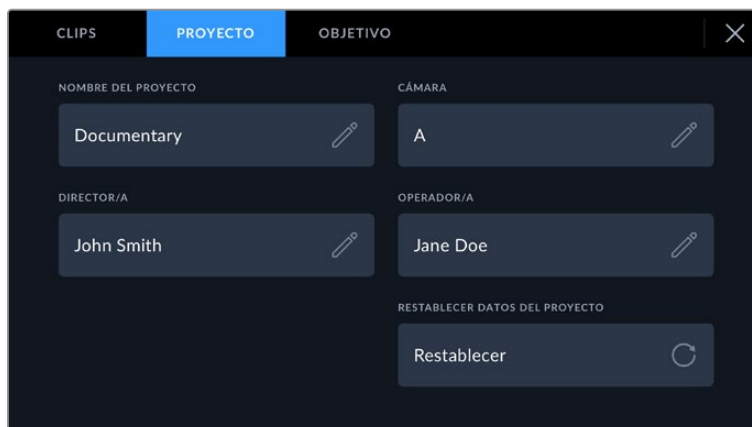 CLIPS PROYECTO OBJETIVO
NOMBRE DEL PROYECTO CÁMARA
Documentary A
DIRECTOR/A OPERADOR/A
John Smith Jane Doe
RESTABLECER DATOS DEL PROYECTO
Restablecer